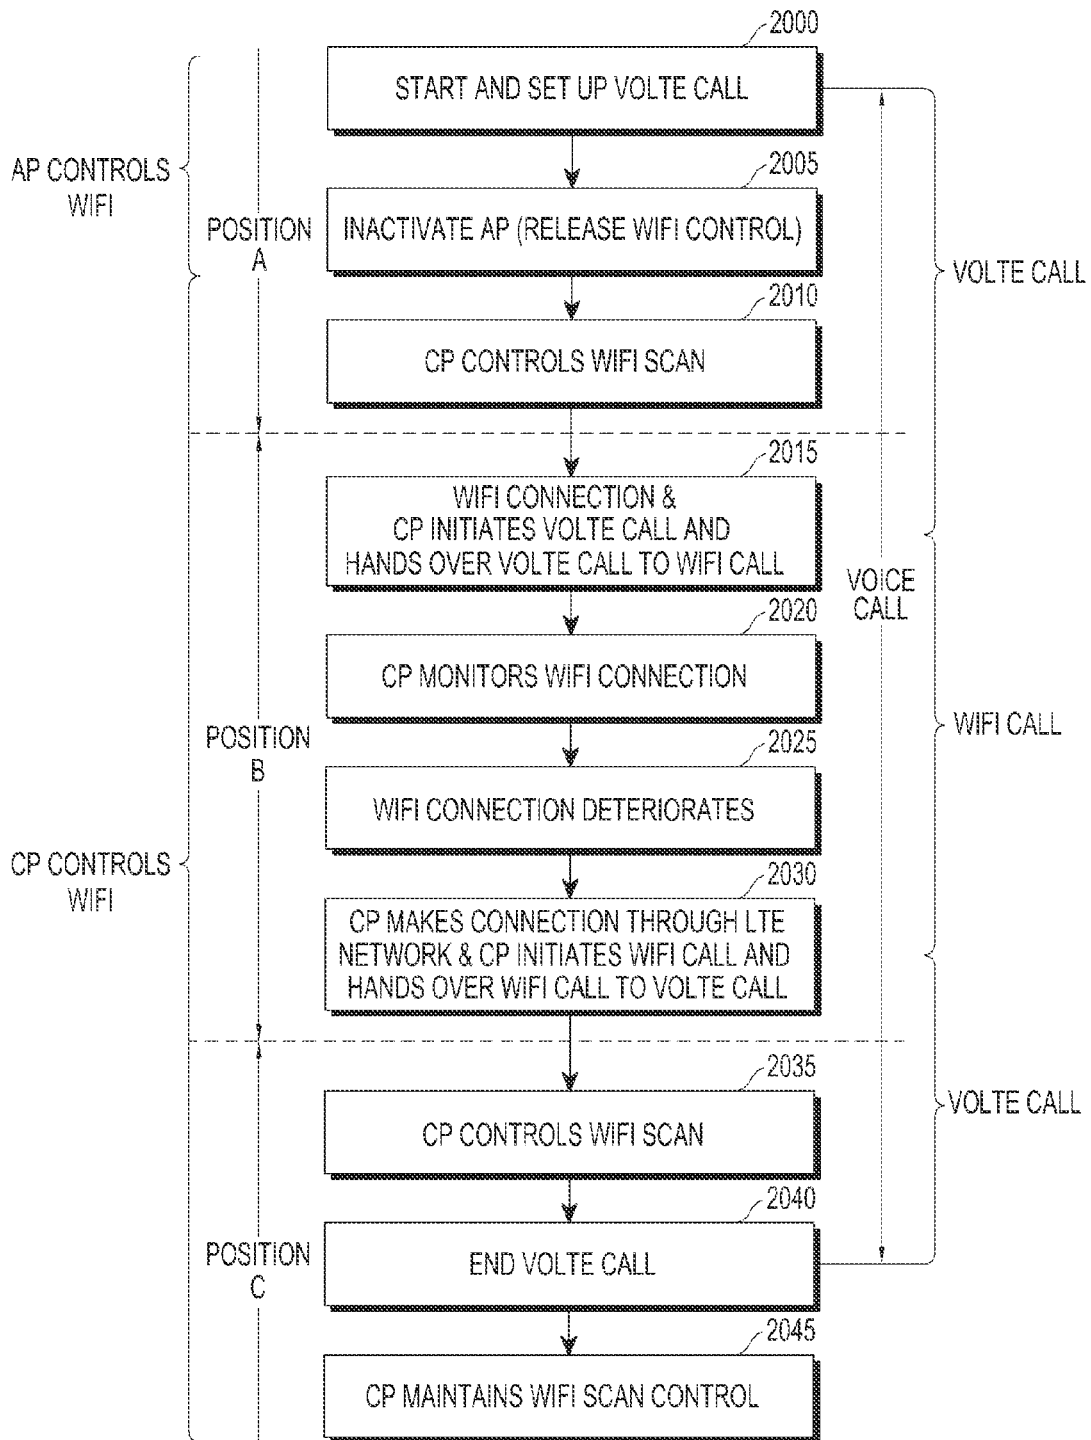 2000
START AND SET UP VOLTE CALL
AP CONTROLS
WIFI
POSITION
A
2005
INACTIVATE AP (RELEASE WIFI CONTROL)
VOLTE CALL
2010
CP CONTROLS WIFI SCAN
2015
WIFI CONNECTION &
CP INITIATES VOLTE CALL AND
HANDS OVER VOLTE CALL TO WIFI CALL
VOICE
CALL
2020
CP MONITORS WIFI CONNECTION
POSITION
B
WIFI CALL
2025
WIFI CONNECTION DETERIORATES
CP CONTROLS
WIFI
2030
CP MAKES CONNECTION THROUGH LTE
NETWORK & CP INITIATES WIFI CALL AND
HANDS OVER WIFI CALL TO VOLTE CALL
2035
CP CONTROLS WIFI SCAN
VOLTE CALL
2040
END VOLTE CALL
POSITION
C
2045
CP MAINTAINS WIFI SCAN CONTROL